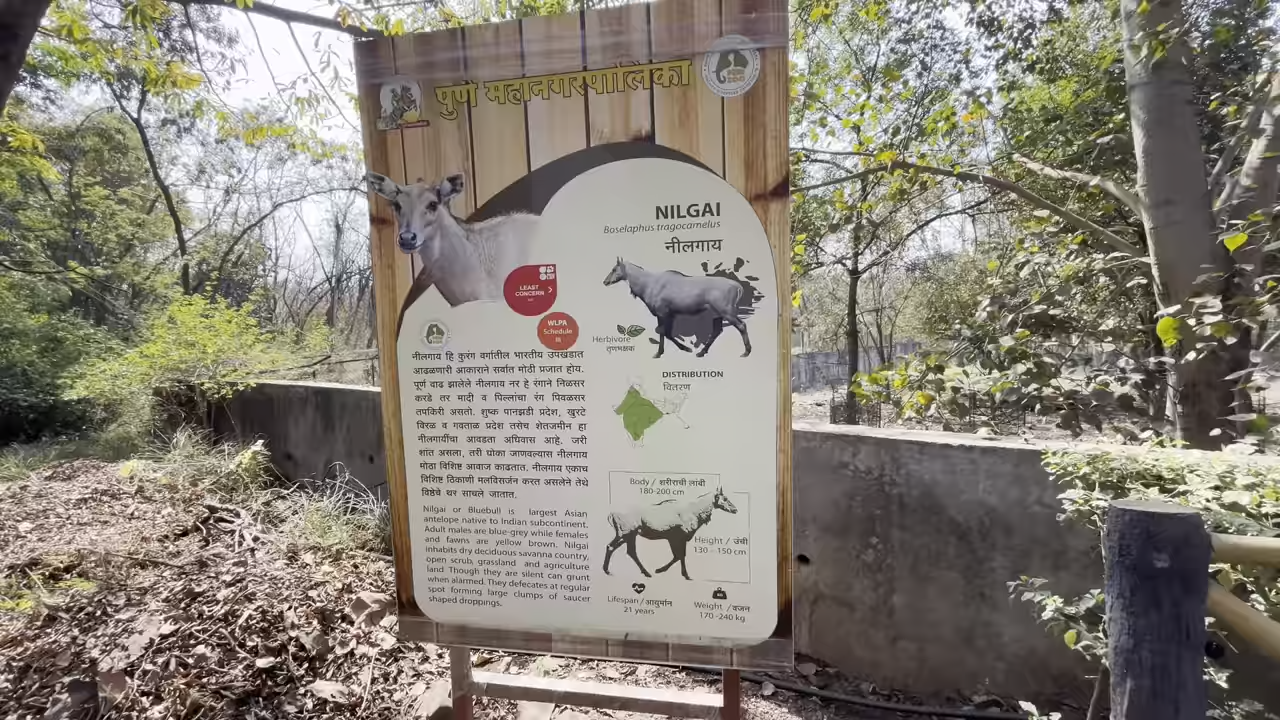 पुणे महानगरपालिका
NILGAI
Boselaphus tragocamelus
नीलगाय
LEAST
CONCERN
WLPA
Schedule
III
Herbivore
तृणभक्षक
नीलगाय हि कुरंग वर्गातील भारतीय उपखंडात
आढळणारी आकाराने सर्वात मोठी प्रजात होय.
पूर्ण वाढ झालेले नीलगाय नर हे रंगाने निळसर
करडे तर मादी व पिल्लांचा रंग पिवळसर
तपकिरी असतो. शुष्क पानझडी प्रदेश, खुरटे
विरळ व गवताळ प्रदेश तसेच शेतजमीन हा
नीलगायींचा आवडता अधिवास आहे. जरी
शांत असला, तरी धोका जाणवल्यास नीलगाय
मोठा विशिष्ट आवाज काढतात. नीलगाय एकाच
विशिष्ठ ठिकाणी मलविसर्जन करत असलेने तेथे
विष्ठेचे थर साचले जातात.
Nilgai or Bluebull is largest Asian
antelope native to Indian subcontinent.
Adult males are blue-grey while females
and fawns are yellow brown. Nilgai
inhabits dry deciduous savanna country,
open scrub, grassland and agriculture
land. Though they are silent can grunt
when alarmed. They defecates at regular
spot forming large clumps of saucer
shaped droppings.
DISTRIBUTION
वितरण
Body / शरीराची लांबी
180-200 cm
Height / उंची
130 - 150 cm
Lifespan / आयुर्मान
21 years
Weight / वजन
170 -240 kg